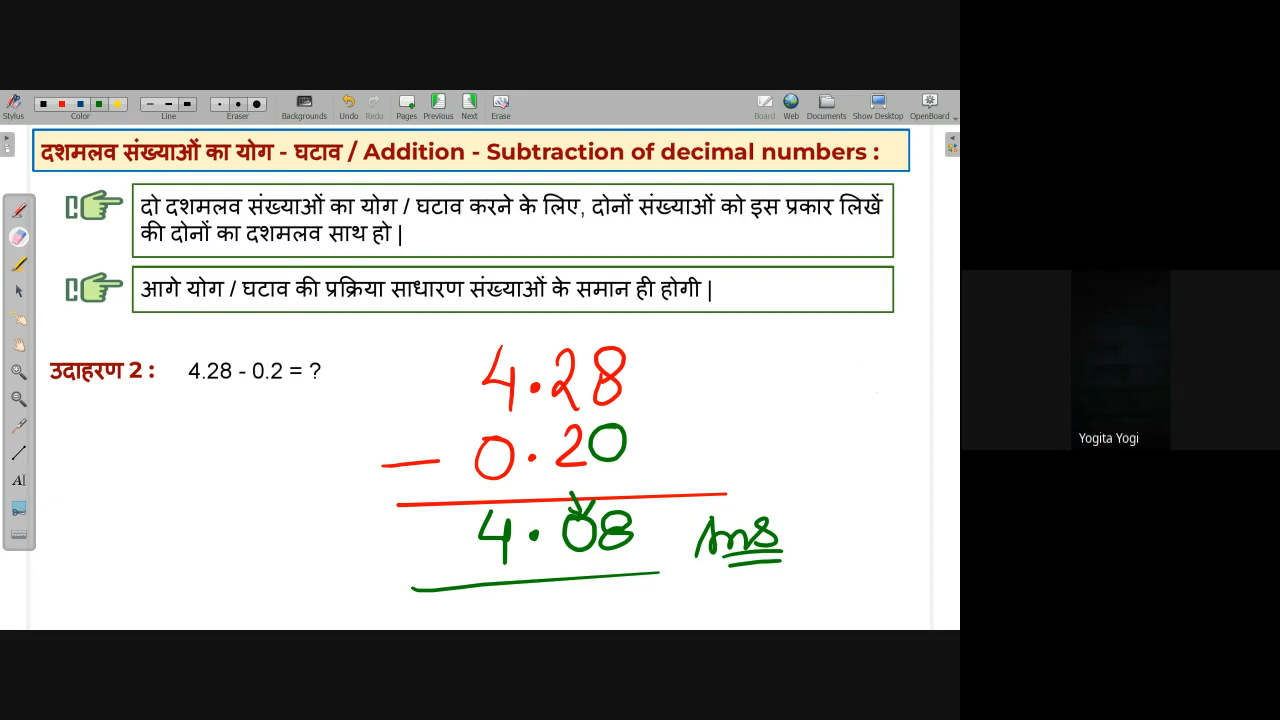 Stylus Color Line Eraser Backgrounds Undo Redo Pages Previous Next Erase Board Web Documents Show Desktop OpenBoard
दशमलव संख्याओं का योग - घटाव / Addition - Subtraction of decimal numbers :
दो दशमलव संख्याओं का योग / घटाव करने के लिए, दोनों संख्याओं को इस प्रकार लिखें
की दोनों का दशमलव साथ हो |
आगे योग / घटाव की प्रक्रिया साधारण संख्याओं के समान ही होगी |
उदाहरण 2 : 4.28 - 0.2 = ?
4.28
- 0.20
4.08 Ans
Yogita Yogi